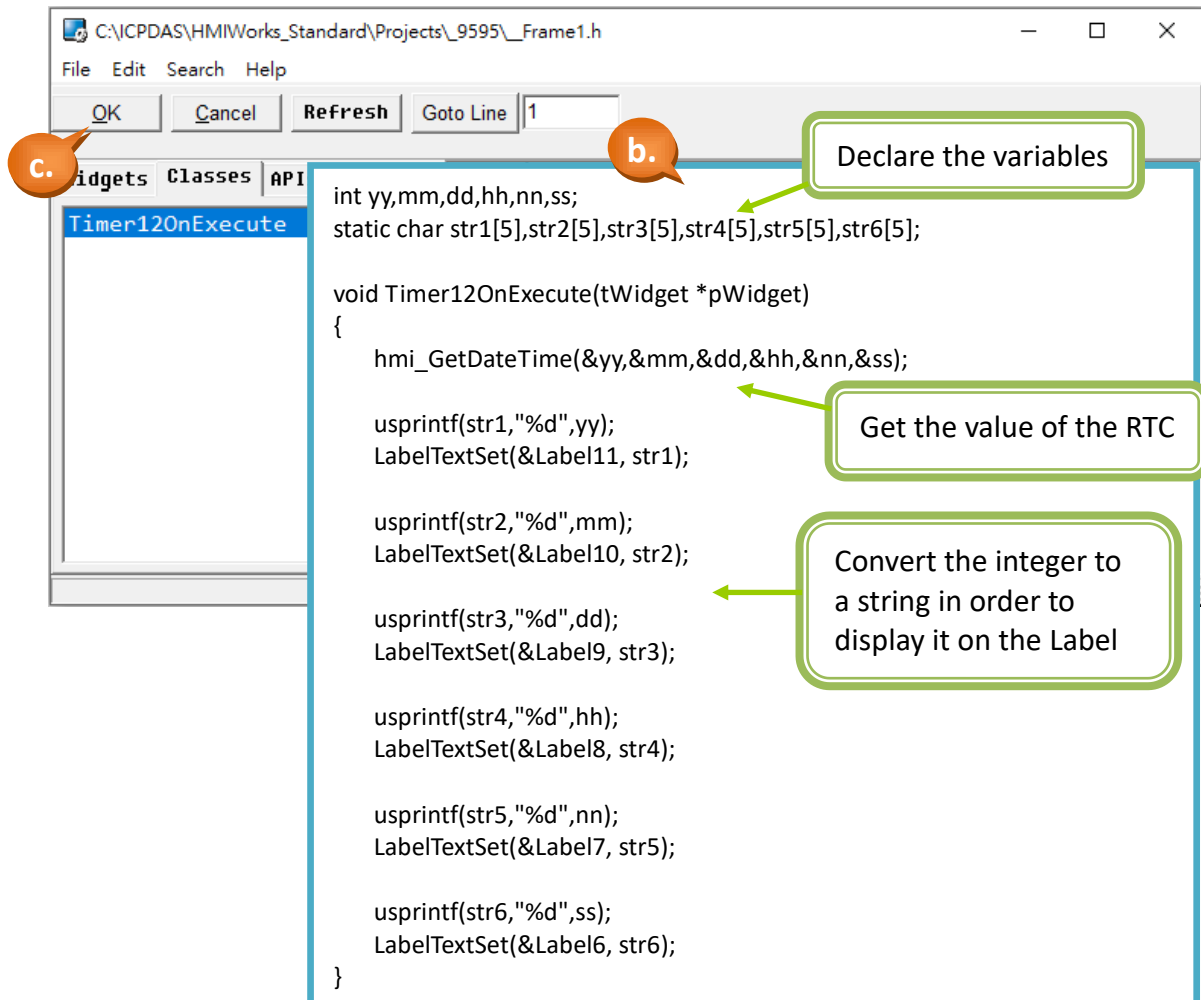 C:\ICPDAS\HMIWorks_Standard\Projects\_9595\__Frame1.h
File Edit Search Help
OK Cancel Refresh Goto Line 1
b.
Declare the variables
c.
idgets Classes API
Timer12OnExecute
int yy,mm,dd,hh,nn,ss;
static char str1[5],str2[5],str3[5],str4[5],str5[5],str6[5];
void Timer12OnExecute(tWidget *pWidget)
{
hmi_GetDateTime(&yy,&mm,&dd,&hh,&nn,&ss);
Get the value of the RTC
usprintf(str1,"%d",yy);
LabelTextSet(&Label11, str1);
usprintf(str2,"%d",mm);
LabelTextSet(&Label10, str2);
Convert the integer to
a string in order to
display it on the Label
usprintf(str3,"%d",dd);
LabelTextSet(&Label9, str3);
usprintf(str4,"%d",hh);
LabelTextSet(&Label8, str4);
usprintf(str5,"%d",nn);
LabelTextSet(&Label7, str5);
usprintf(str6,"%d",ss);
LabelTextSet(&Label6, str6);
}